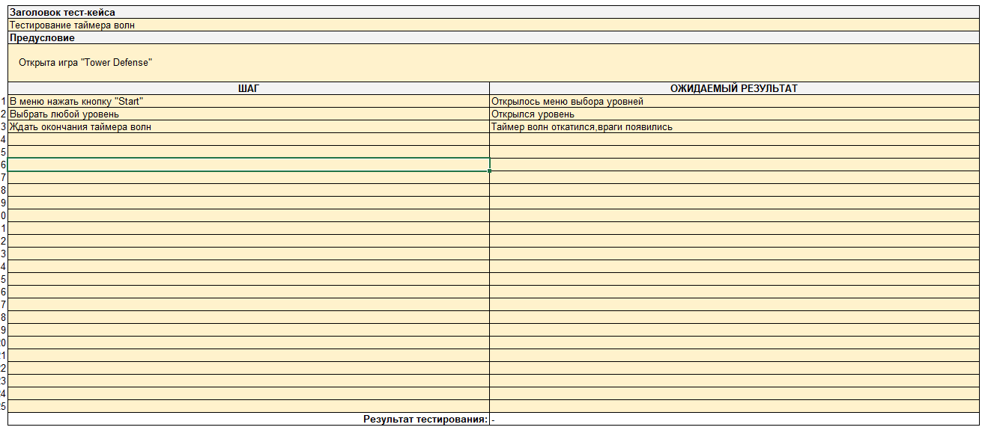 Заголовок тест-кейса
Тестирование таймера волн
Предусловие
Открыта игра "Tower Defense"
ШАГ ОЖИДАЕМЫЙ РЕЗУЛЬТАТ
1 В меню нажать кнопку "Start" Открылось меню выбора уровней
2 Выбрать любой уровень Открылся уровень
3 Ждать окончания таймера волн Таймер волн откатился,враги появились
4
5
6
7
8
9
0
1
2
3
4
5
6
7
8
9
0
1
2
3
4
5
Результат тестирования: -